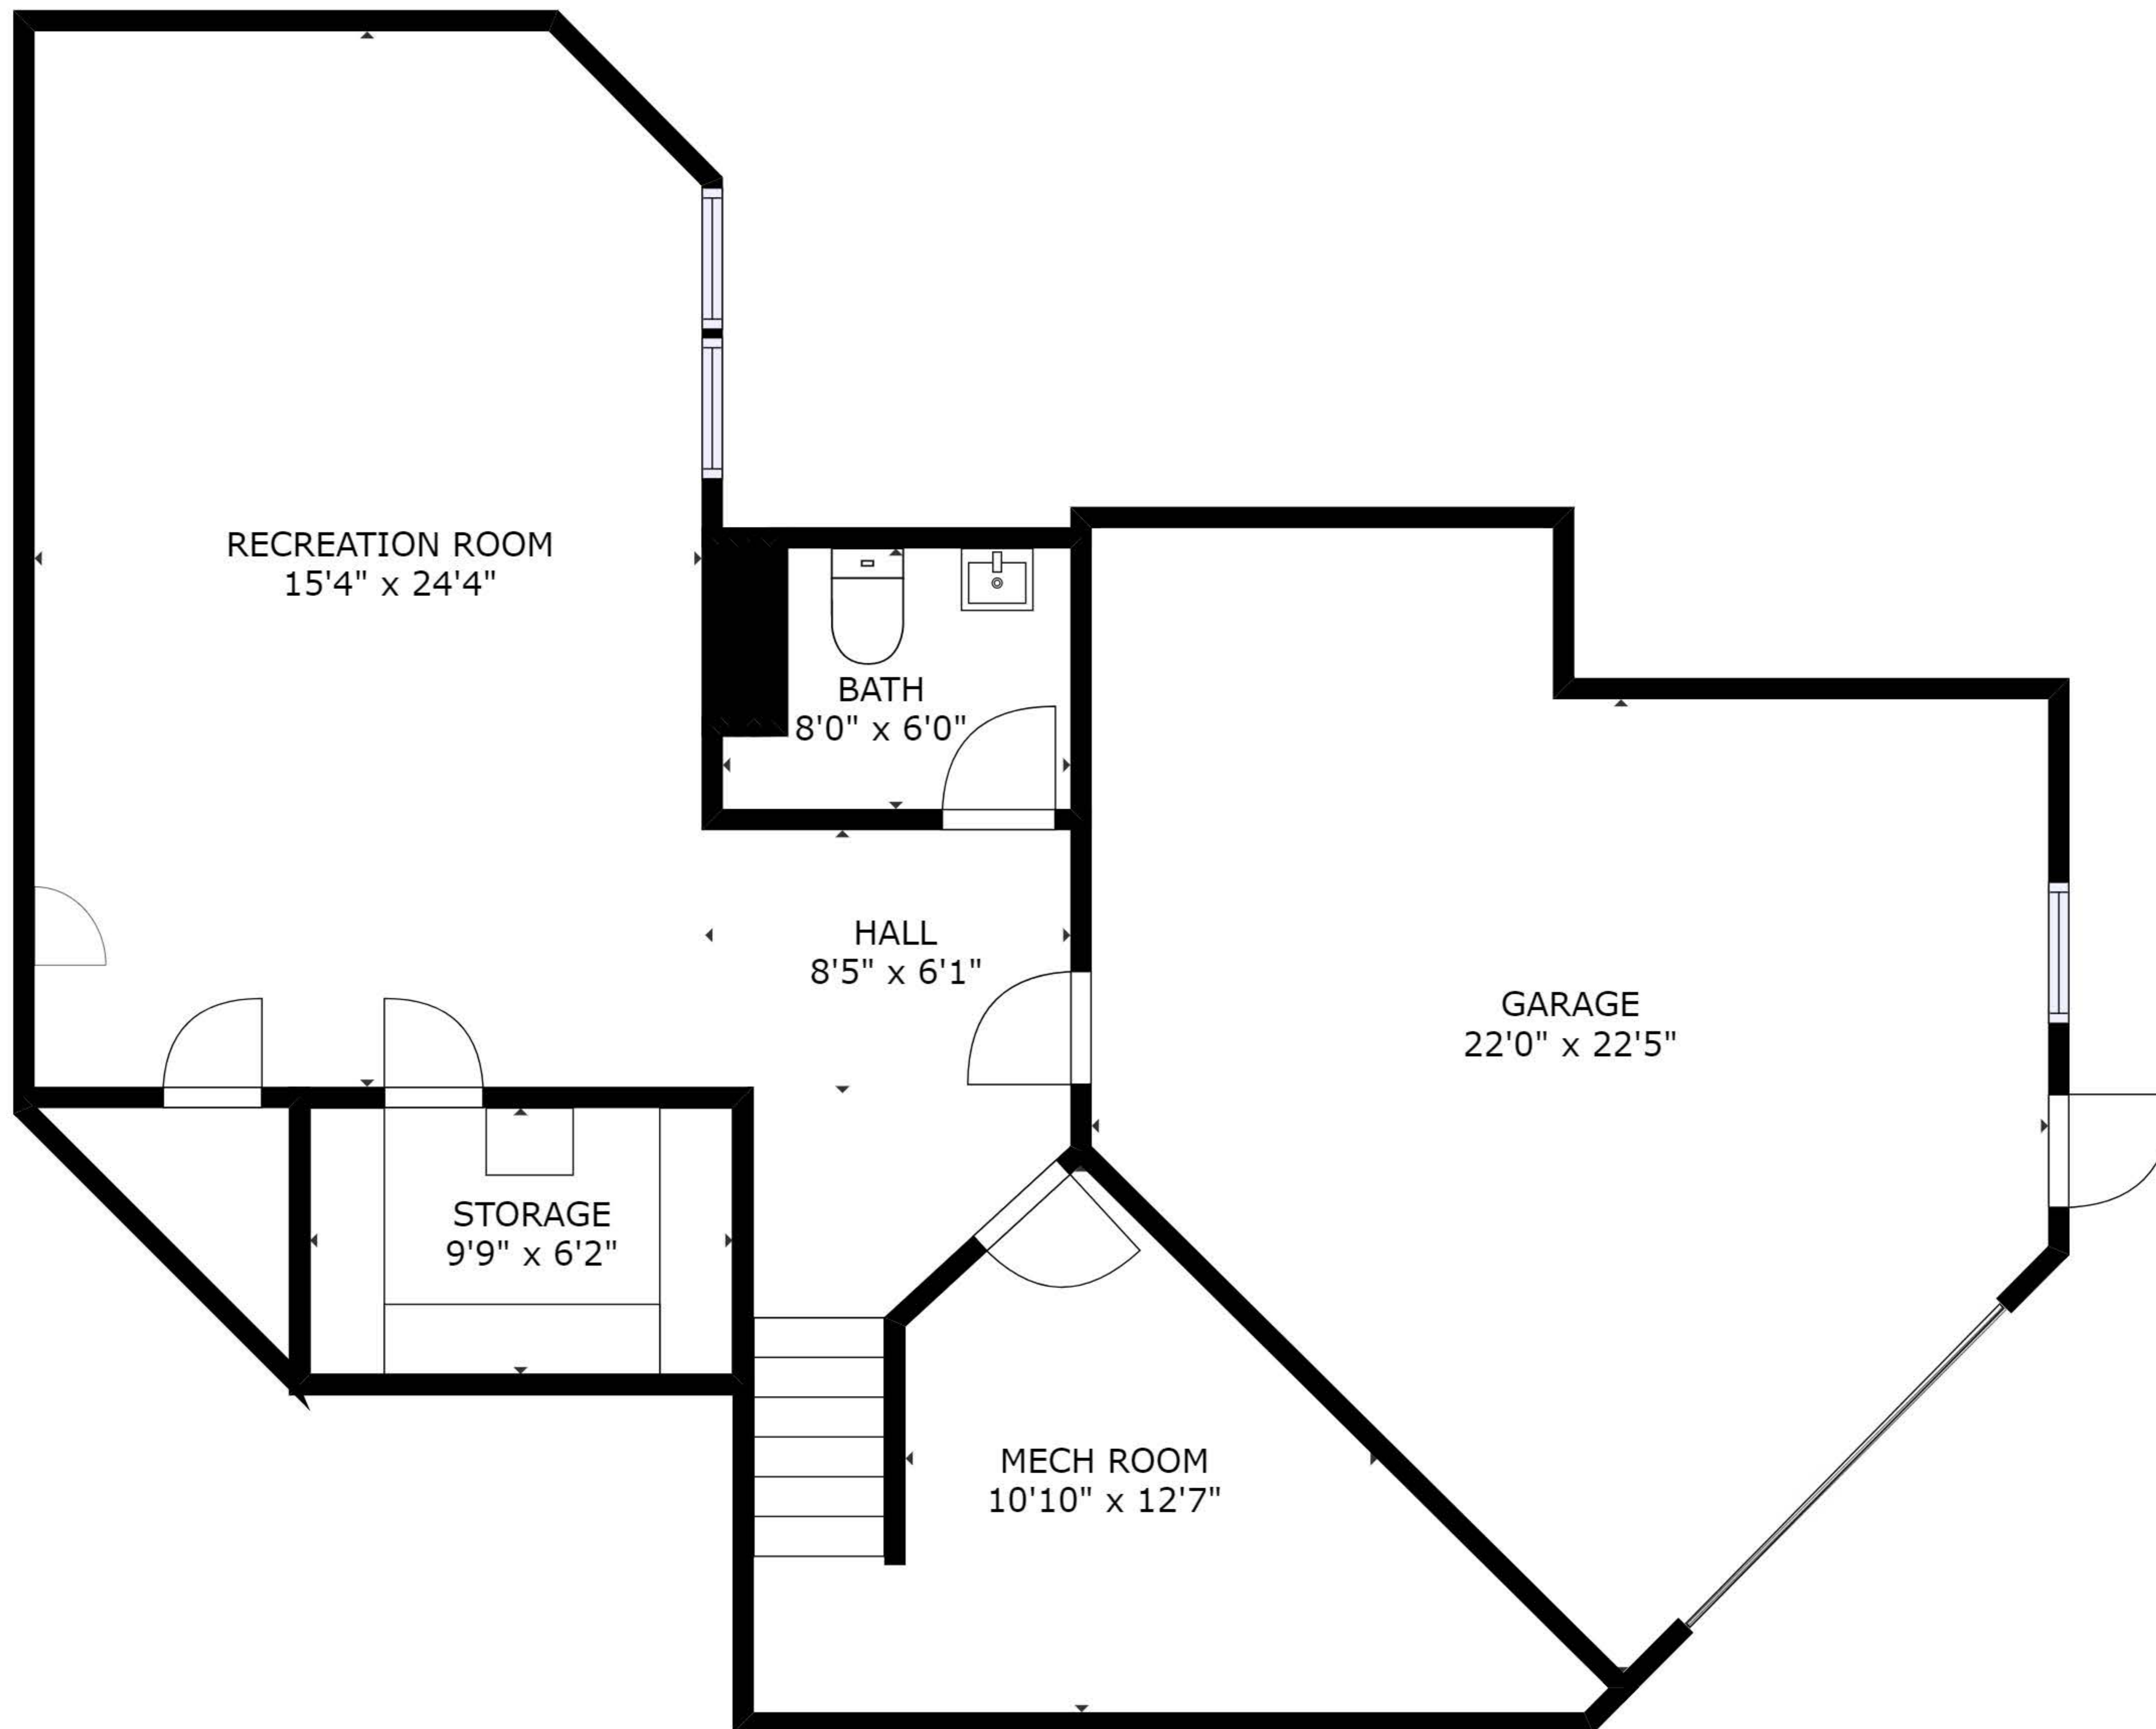 RECREATION ROOM
15'4" x 24'4"
BATH
8'0" x 6'0"
HALL
8'5" x 6'1"
GARAGE
22'0" x 22'5"
STORAGE
9'9" x 6'2"
MECH ROOM
10'10" x 12'7"